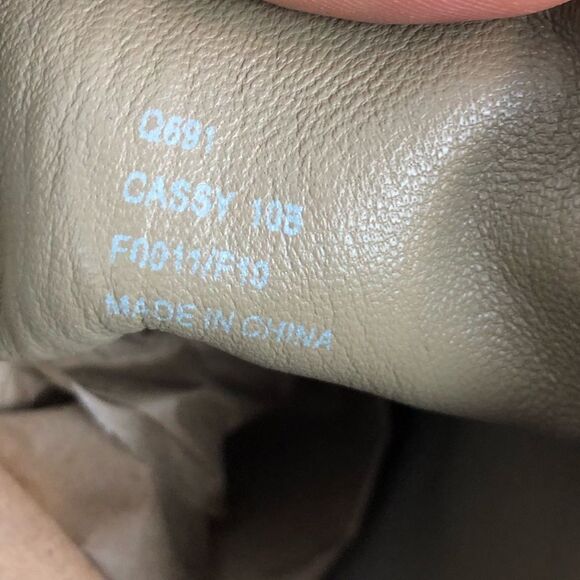 Q691
CASSY 10B
F0011/F19
MADE IN CHINA